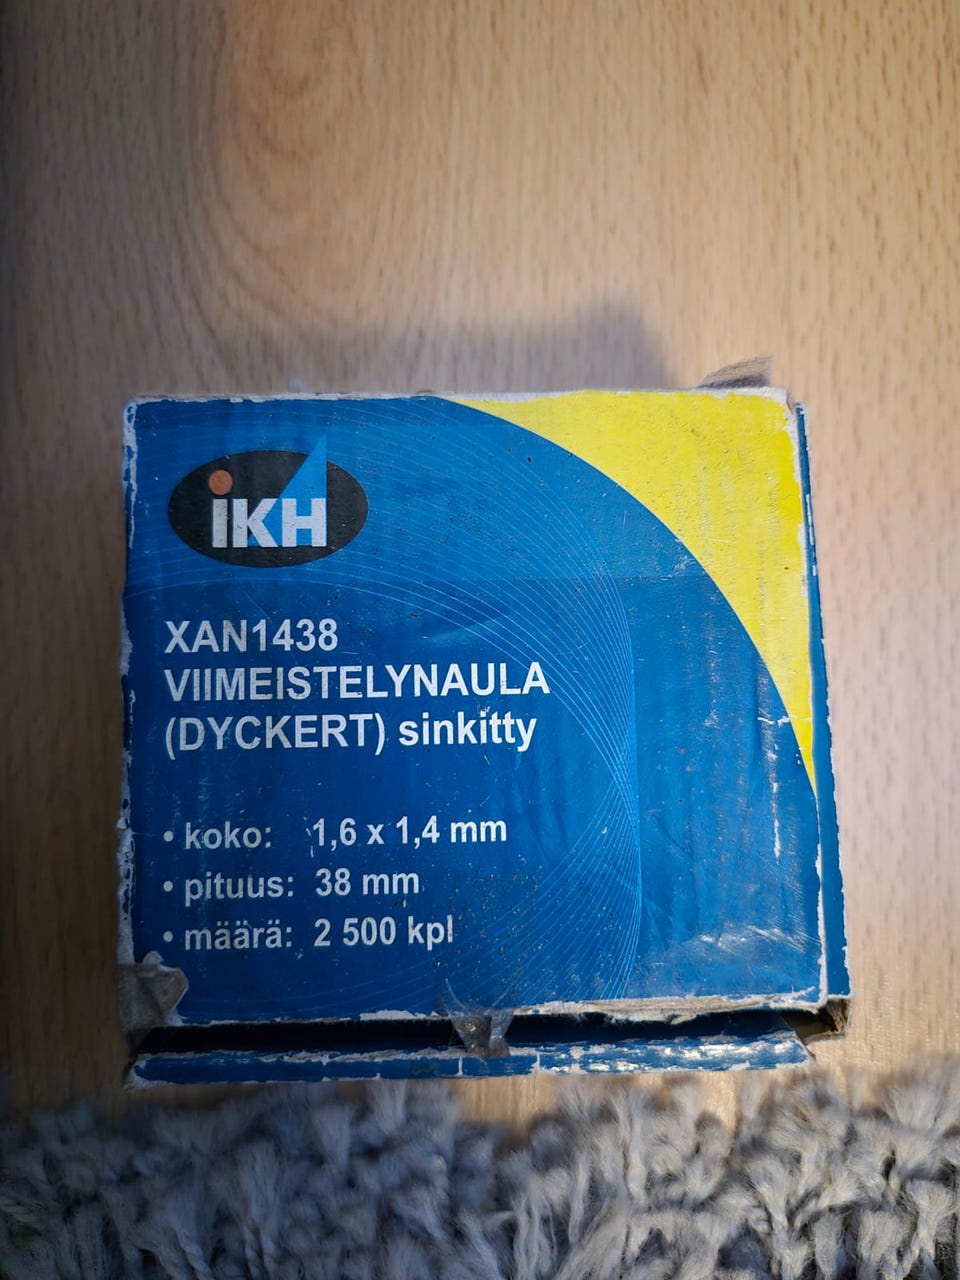 iKH
XAN1438
VIIMEISTELYNAULA
(DYCKERT) sinkitty
• koko: 1,6 x 1,4 mm
• pituus: 38 mm
• määrä: 2 500 kpl